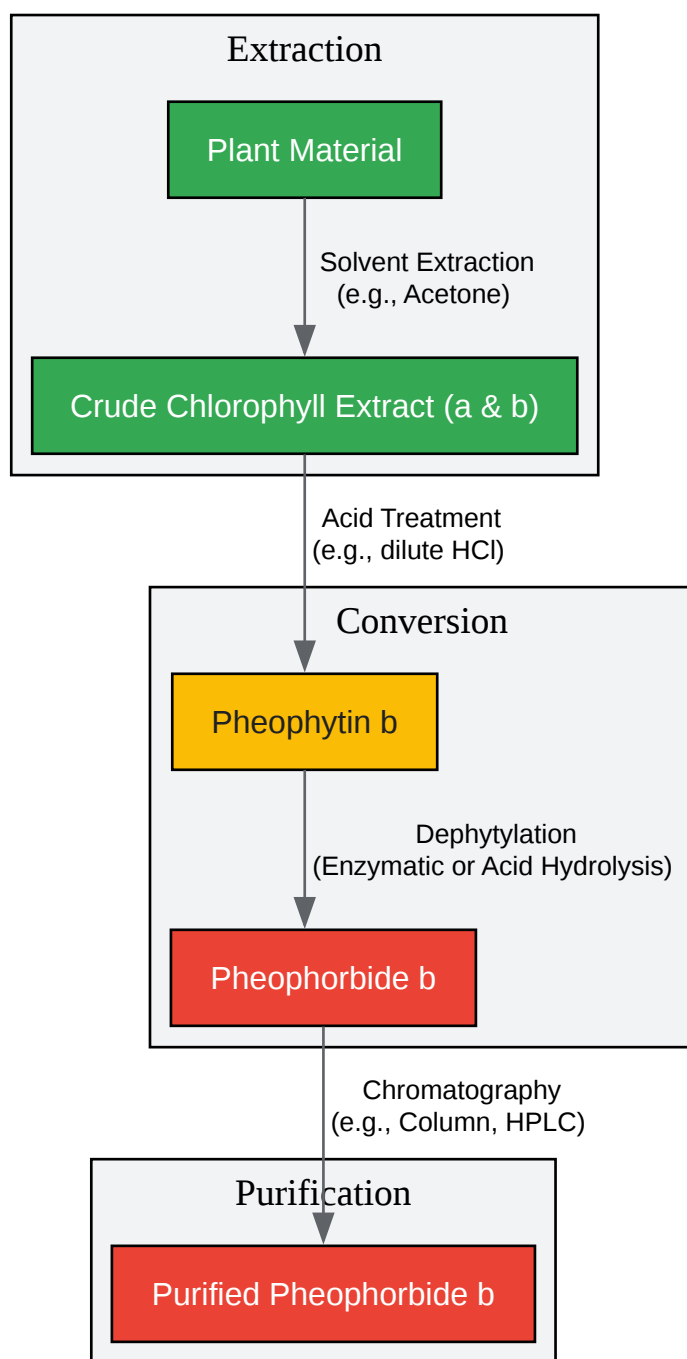 Extraction
Plant Material
Solvent Extraction
(e.g., Acetone)
Crude Chlorophyll Extract (a & b)
Acid Treatment
(e.g., dilute HCl)
Conversion
Pheophytin b
Dephytylation
(Enzymatic or Acid Hydrolysis)
Pheophorbide b
Chromatography
(e.g., Column, HPLC)
Purification
Purified Pheophorbide b